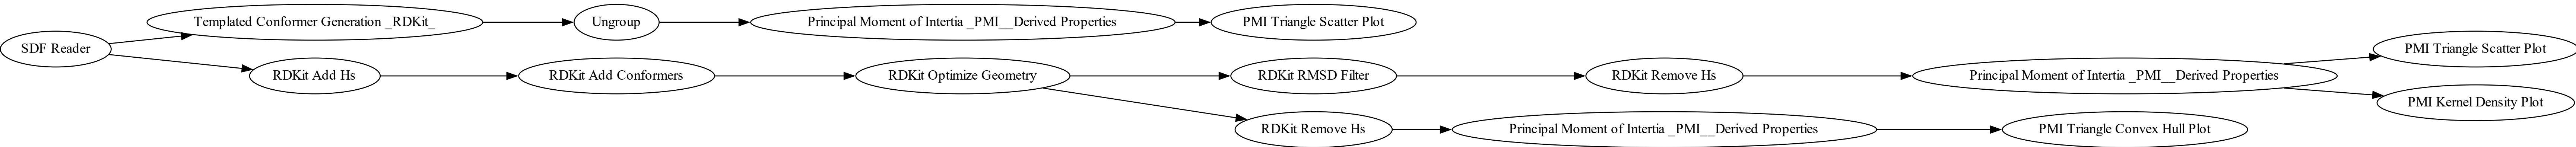 SDF Reader
Templated Conformer Generation _RDKit_
Ungroup
Principal Moment of Inertia _PMI__Derived Properties
PMI Triangle Scatter Plot
RDKit Add Hs
RDKit Add Conformers
RDKit Optimize Geometry
RDKit RMSD Filter
RDKit Remove Hs
Principal Moment of Inertia _PMI__Derived Properties
PMI Triangle Scatter Plot
PMI Kernel Density Plot
RDKit Remove Hs
Principal Moment of Inertia _PMI__Derived Properties
PMI Triangle Convex Hull Plot